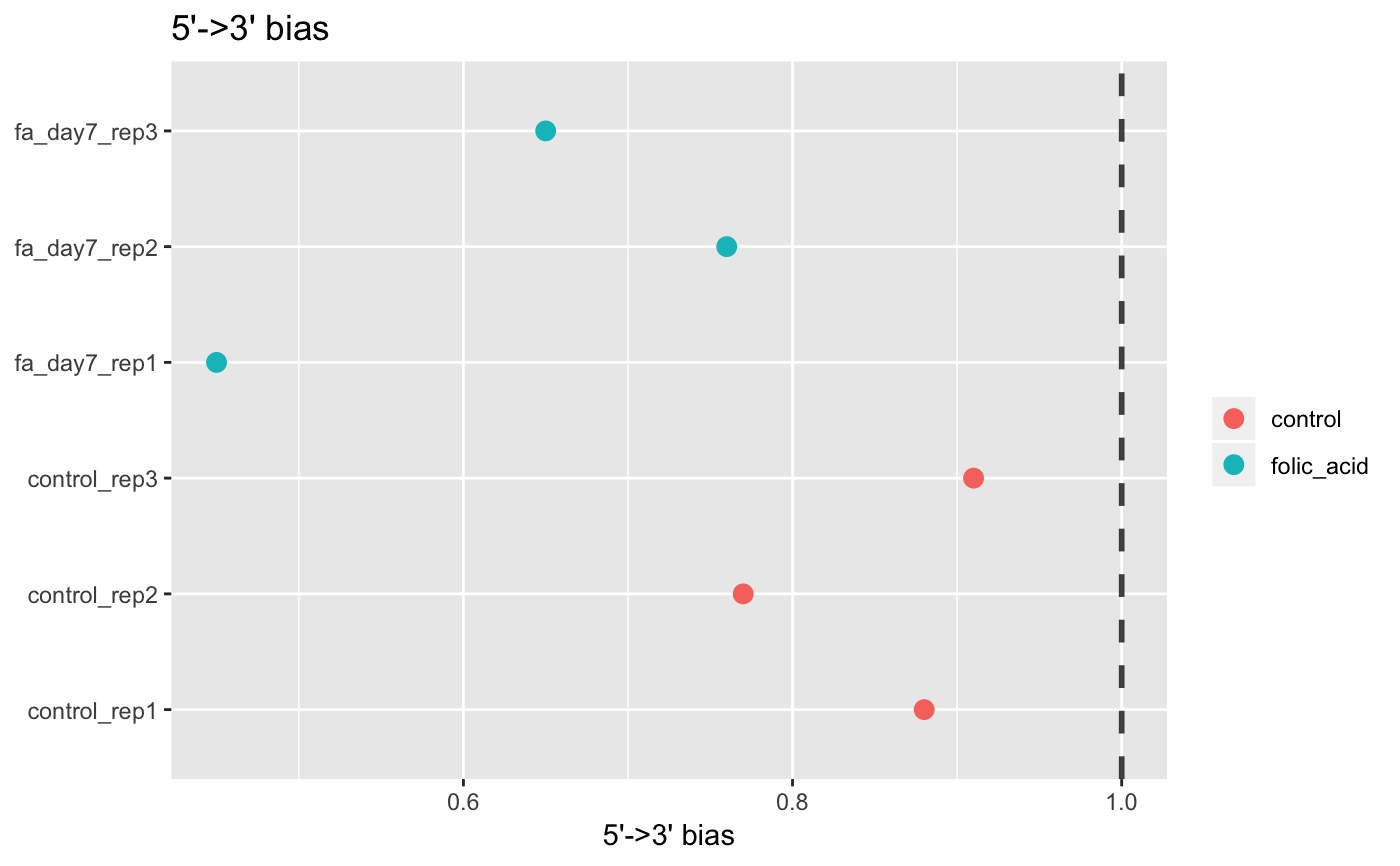 5'->3' bias
fa_day7_rep3
fa_day7_rep2
fa_day7_rep1
control_rep3
control_rep2
control_rep1
0.6 0.8 1.0
5'->3' bias
control
folic_acid